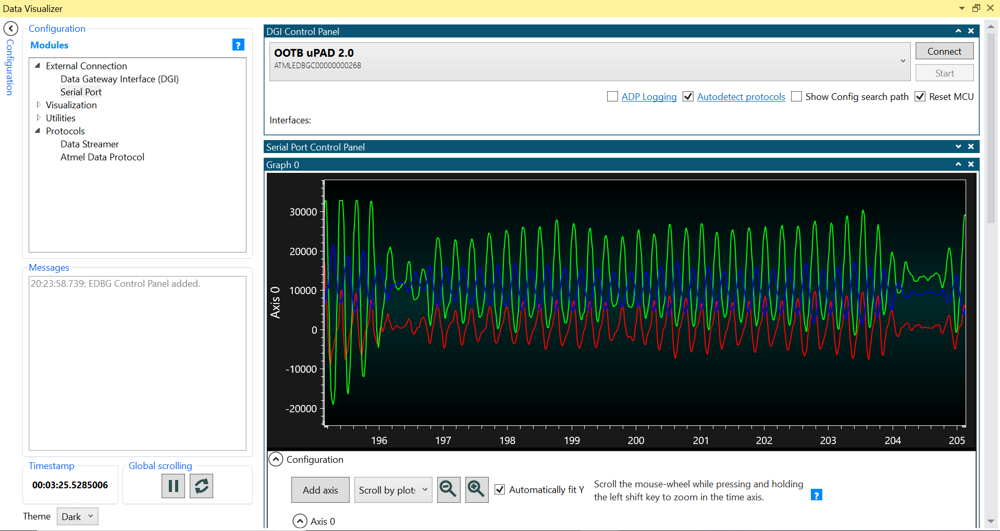 Data Visualizer
Configuration
Configuration
Modules
?
External Connection
Data Gateway Interface (DGI)
Serial Port
Visualization
Utilities
Protocols
Data Streamer
Atmel Data Protocol
Messages
20:23:58.739: EDBG Control Panel added.
Timestamp
00:03:25.5285006
Global scrolling
Theme
Dark
DGI Control Panel
OOTB uPAD 2.0
ATMLEDBGC00000000268
Connect
Start
ADP Logging
Autodetect protocols
Show Config search path
Reset MCU
Interfaces:
Serial Port Control Panel
Graph 0
Axis 0
30000
20000
10000
0
-10000
-20000
196 197 198 199 200 201 202 203 204 205
Configuration
Add axis
Scroll by plot
Automatically fit Y
Scroll the mouse-wheel while pressing and holding
the left shift key to zoom in the time axis.
?
Axis 0